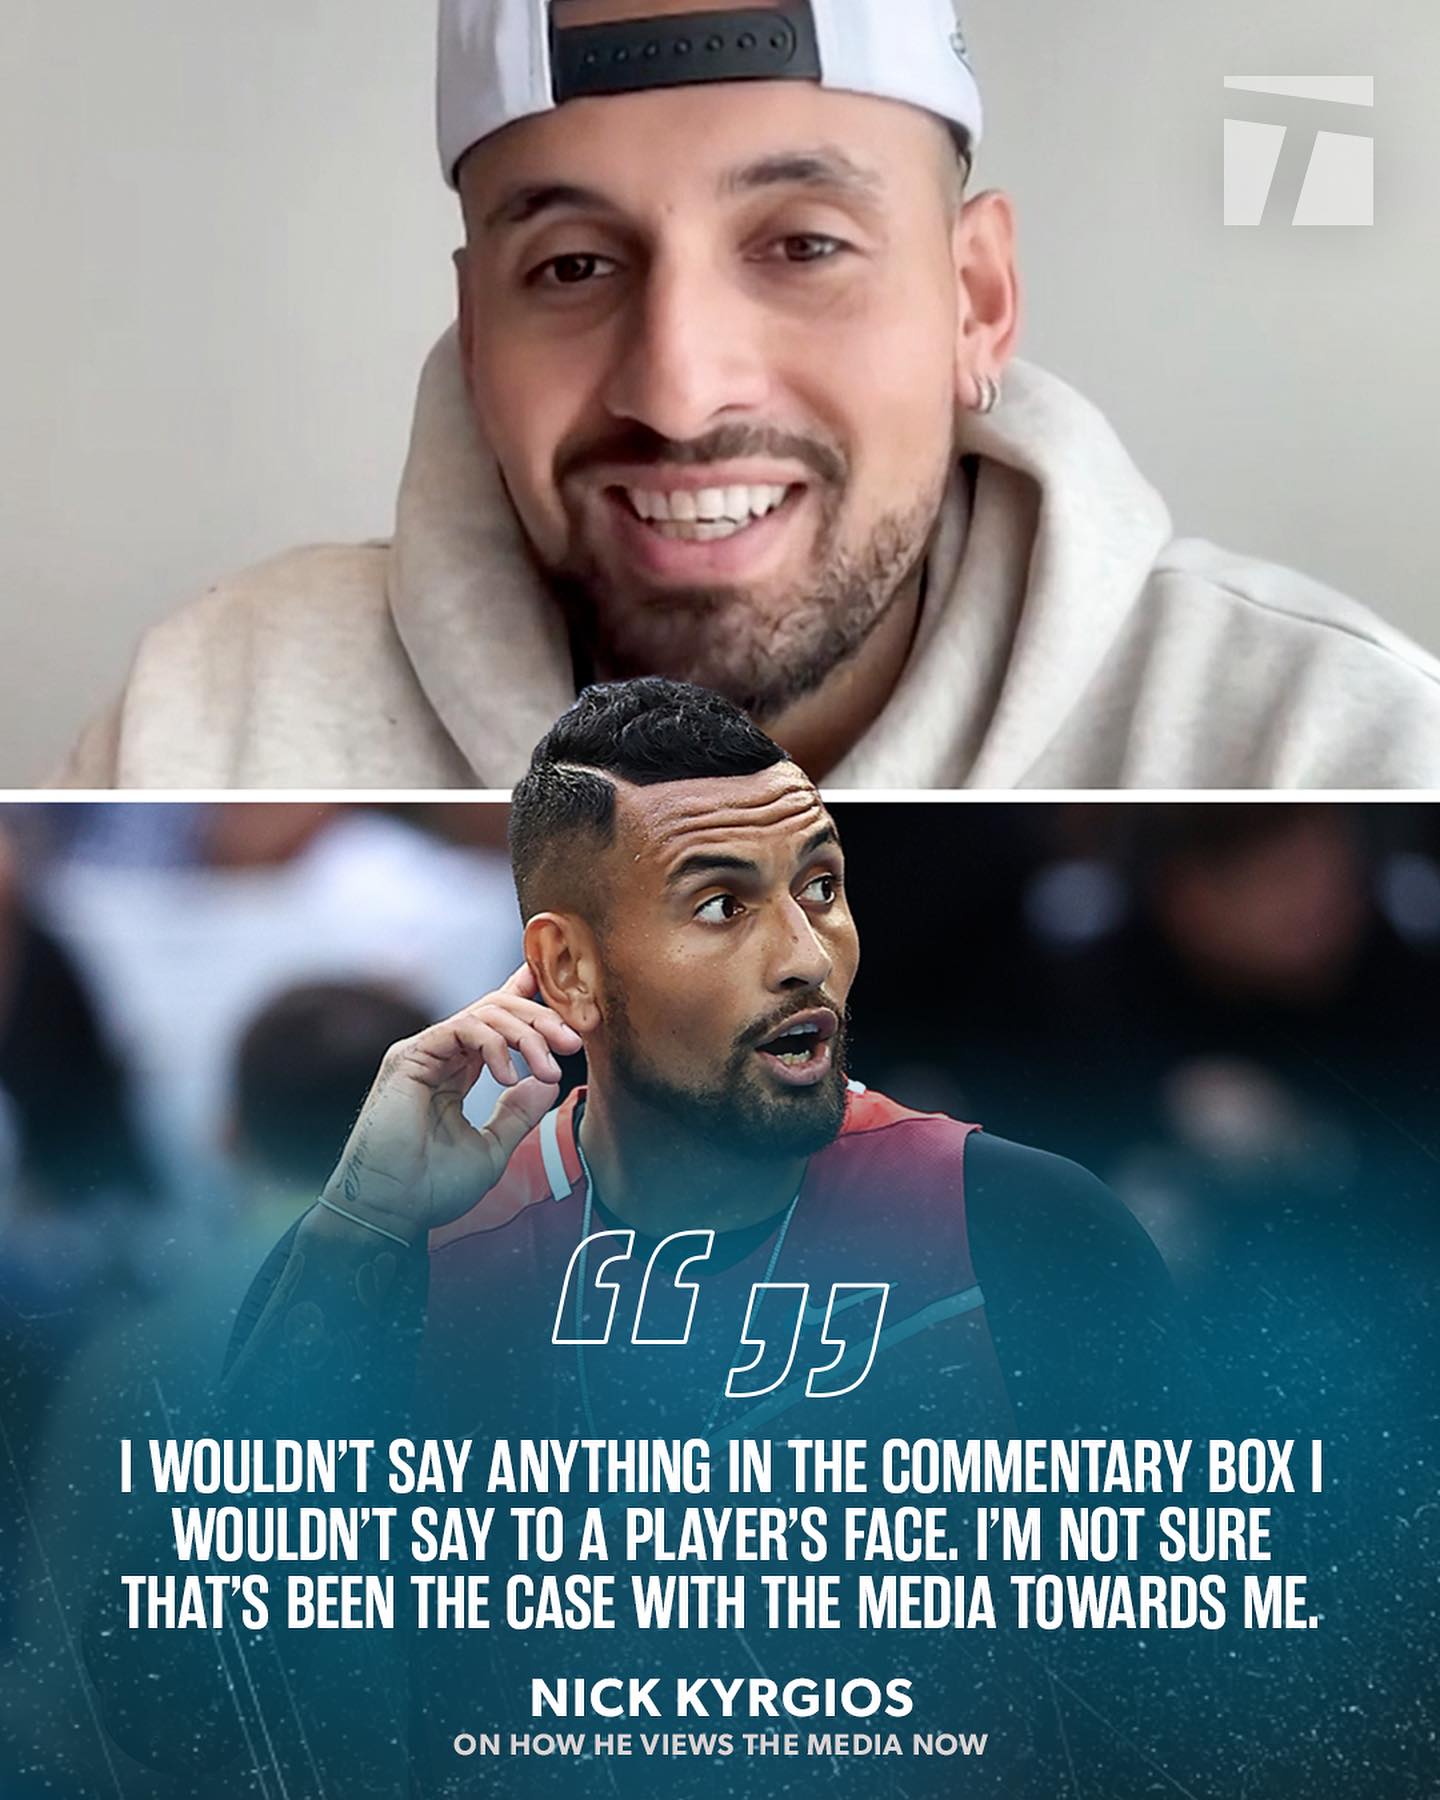 I WOULDN'T SAY ANYTHING IN THE COMMENTARY BOX I
WOULDN'T SAY TO A PLAYER'S FACE. I'M NOT SURE
THAT'S BEEN THE CASE WITH THE MEDIA TOWARDS ME.
NICK KYRGIOS
ON HOW HE VIEWS THE MEDIA NOW